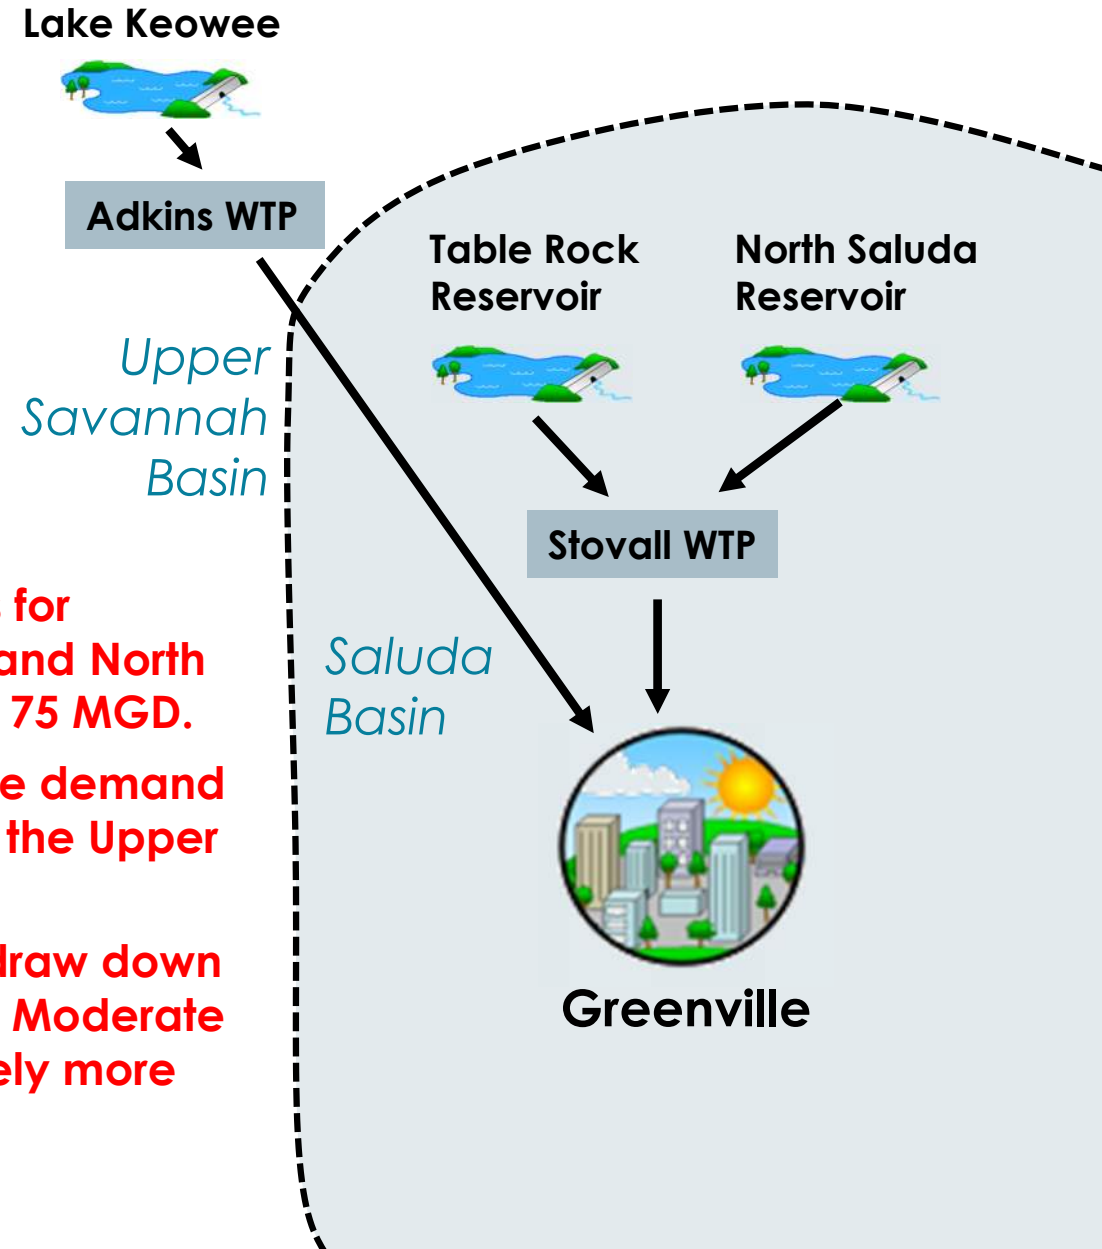 Lake Keowee
Adkins WTP
Table Rock
Reservoir
North Saluda
Reservoir
Upper
Savannah
Basin
Stovall WTP
for
and North
75 MGD.
Saluda
Basin
demand
the Upper
draw down
Moderate
more
Greenville